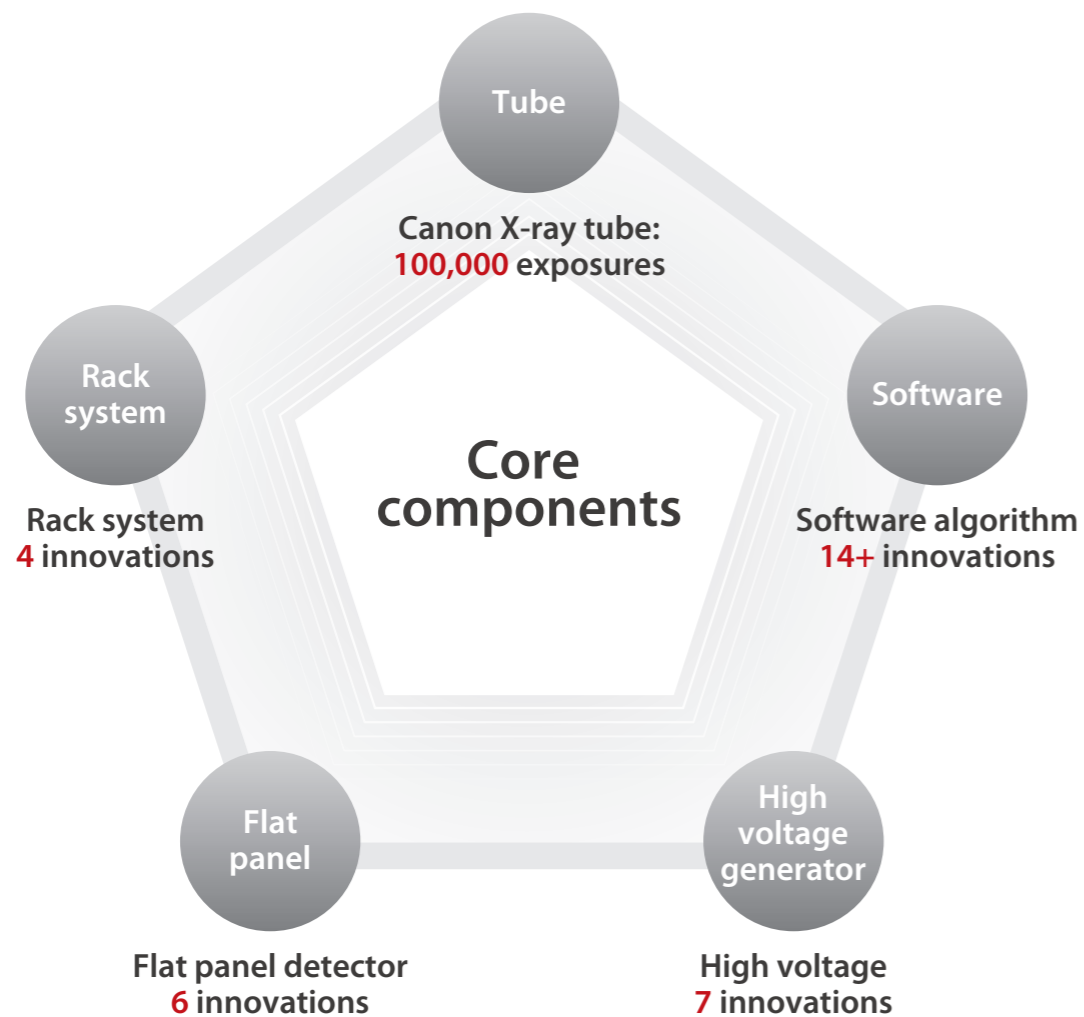 Tube
Canon X-ray tube:
100,000 exposures
Rack
system
Rack system
4 innovations
Software
Software algorithm
14+ innovations
Core
components
Flat
panel
Flat panel detector
6 innovations
High
voltage
generator
High voltage
7 innovations